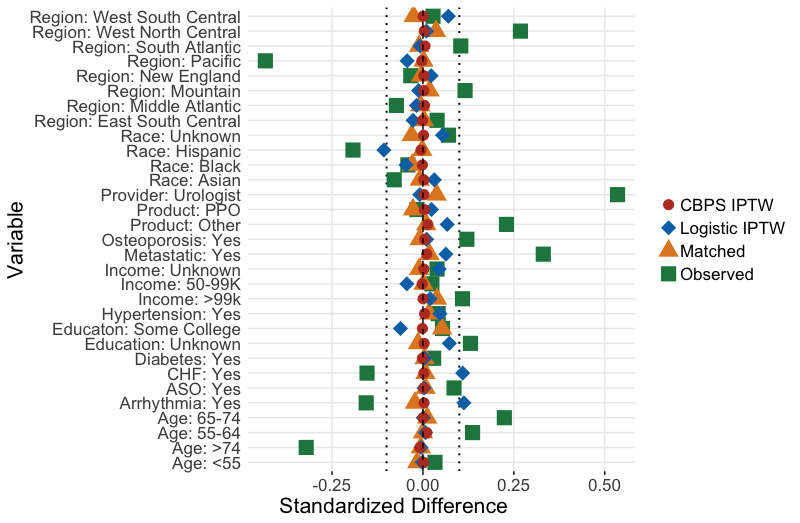 Region: West South Central
Region: West North Central
Region: South Atlantic
Region: Pacific
Region: New England
Region: Mountain
Region: Middle Atlantic
Region: East South Central
Race: Unknown
Race: Hispanic
Race: Black
Race: Asian
Provider: Urologist
Product: PPO
Product: Other
Osteoporosis: Yes
Metastatic: Yes
Income: Unknown
Income: 50-99K
Income: >99k
Hypertension: Yes
Educaton: Some College
Education: Unknown
Diabetes: Yes
CHF: Yes
ASO: Yes
Arrhythmia: Yes
Age: 65-74
Age: 55-64
Age: >74
Age: <55
Variable
-0.25 0.00 0.25 0.50
Standardized Difference
CBPS IPTW
Logistic IPTW
Matched
Observed